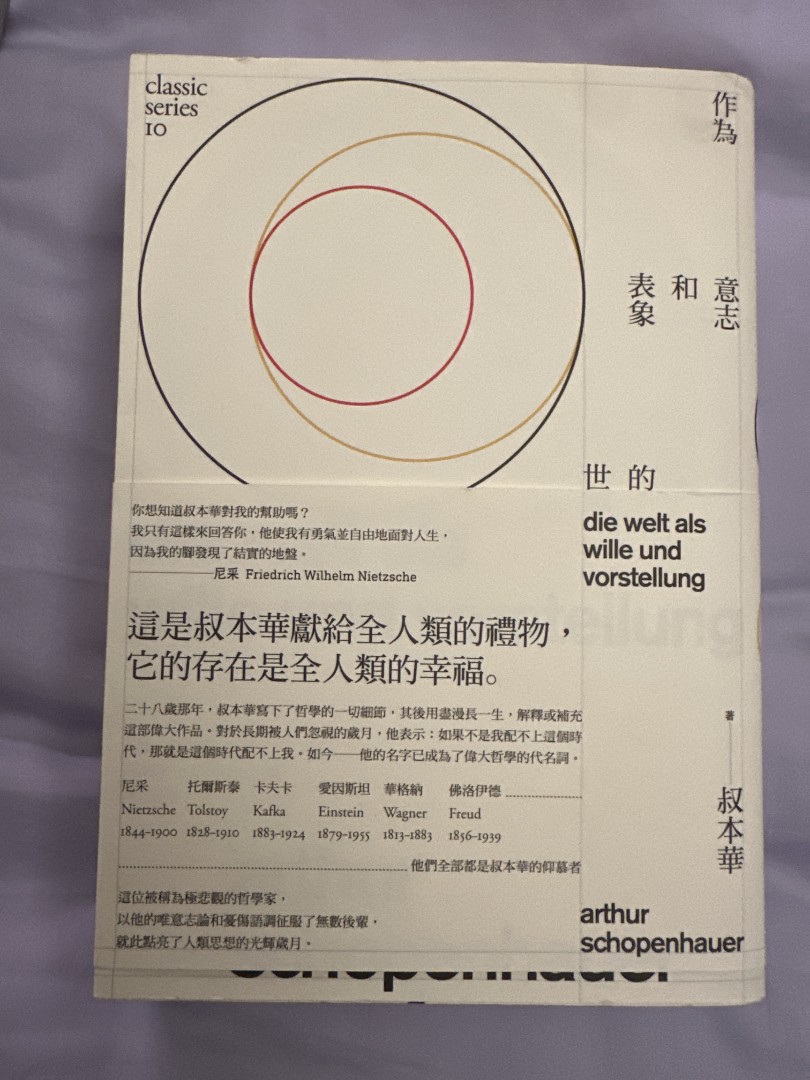 classic
series
10
作為
意志
和
表象
的
世
die welt als
wille und
vorstellung
你想知道叔本華對我的幫助嗎？
我只有這樣來回答你，他使我有勇氣並自由地面對人生，
因為我的腳發現了結實的地盤。
尼采 Friedrich Wilhelm Nietzsche
這是叔本華獻給全人類的禮物，
它的存在是全人類的幸福。
二十八歲那年，叔本華寫下了哲學的一切細節，其後用盡漫長一生，解釋或補充
這部偉大作品。對於長期被人們忽視的歲月，他表示：如果不是我配不上這個時
代，那就是這個時代配不上我。如今——他的名字已成為了偉大哲學的代名詞。
尼采 托爾斯泰 卡夫卡 愛因斯坦 華格納 佛洛伊德
Nietzsche Tolstoy Kafka Einstein Wagner Freud
1844–1900 1828–1910 1883–1924 1879–1955 1813–1883 1856–1939
他們全部都是叔本華的仰慕者
這位被稱為極悲觀的哲學家，
以他的唯意志論和憂傷語調征服了無數後輩，
就此點亮了人類思想的光輝歲月。
著
叔本華
arthur
schopenhauer
schopenhauer